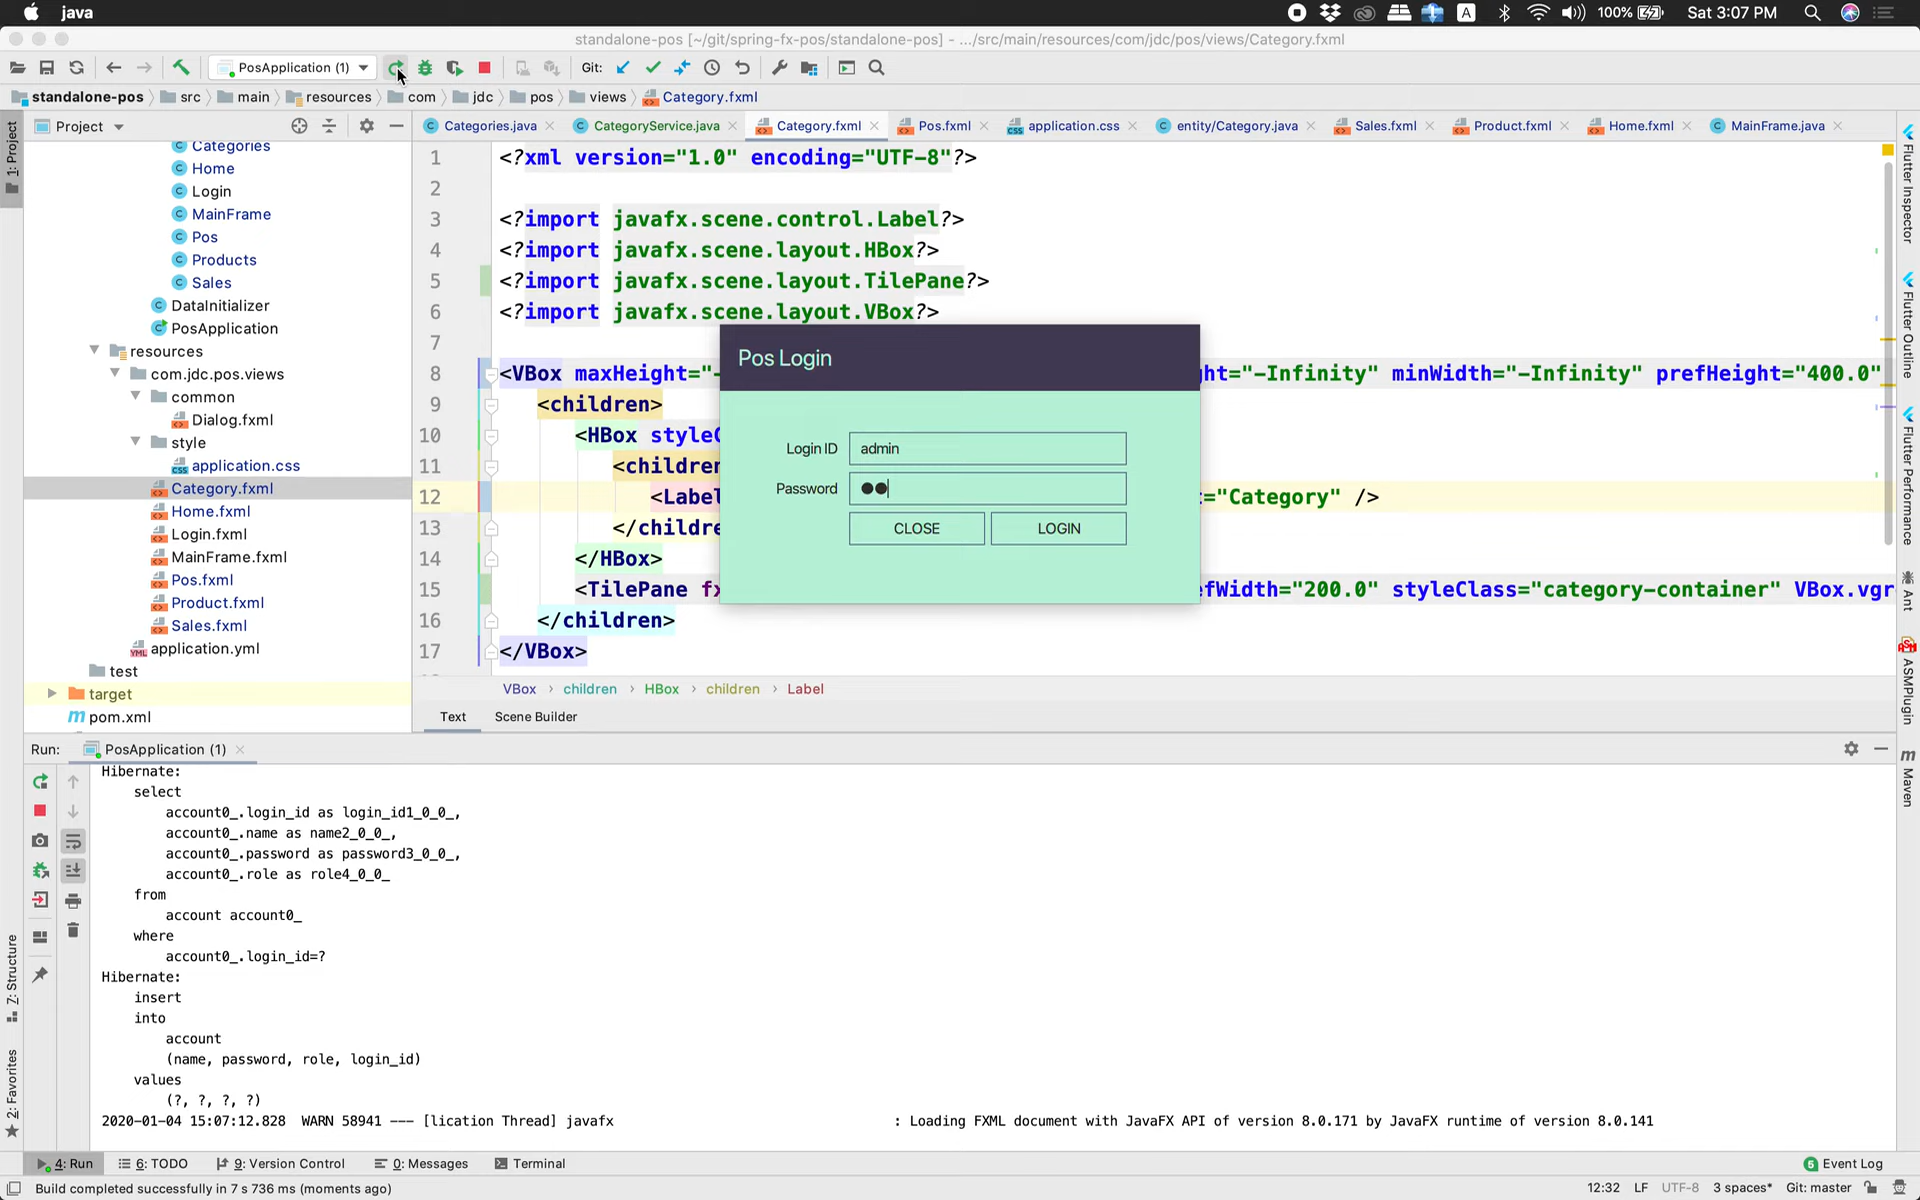 java
100%
Sat 3:07 PM
standalone-pos [~/git/spring-fx-pos/standalone-pos] - .../src/main/resources/com/jdc/pos/views/Category.fxml
PosApplication (1)
Git:
standalone-pos
src
main
resources
com
jdc
pos
views
Category.fxml
Project
Categories.java
CategoryService.java
Category.fxml
Pos.fxml
application.css
entity/Category.java
Sales.fxml
Product.fxml
Home.fxml
MainFrame.java
1: Project
Categories
Home
Login
MainFrame
Pos
Products
Sales
DataInitializer
PosApplication
resources
com.jdc.pos.views
common
Dialog.fxml
style
application.css
Category.fxml
Home.fxml
Login.fxml
MainFrame.fxml
Pos.fxml
Product.fxml
Sales.fxml
application.yml
test
target
pom.xml
1 <?xml version="1.0" encoding="UTF-8"?>
2
3 <?import javafx.scene.control.Label?>
4 <?import javafx.scene.layout.HBox?>
5 <?import javafx.scene.layout.TilePane?>
6 <?import javafx.scene.layout.VBox?>
7
8 <VBox maxHeight="- ht="-Infinity" minWidth="-Infinity" prefHeight="400.0"
9 <children>
10 <HBox styleC
11 <children
12 <Label ="Category" />
13 </childre
14 </HBox>
15 <TilePane fx fWidth="200.0" styleClass="category-container" VBox.vgr
16 </children>
17 </VBox>
Pos Login
Login ID admin
Password
CLOSE LOGIN
VBox › children › HBox › children › Label
Text Scene Builder
Flutter Inspector
Flutter Outline
Flutter Performance
Ant
ASM
ASMPlugin
Maven
Run: PosApplication (1)
Hibernate:
select
account0_.login_id as login_id1_0_0_,
account0_.name as name2_0_0_,
account0_.password as password3_0_0_,
account0_.role as role4_0_0_
from
account account0_
where
account0_.login_id=?
Hibernate:
insert
into
account
(name, password, role, login_id)
values
(?, ?, ?, ?)
2020-01-04 15:07:12.828 WARN 58941 --- [lication Thread] javafx : Loading FXML document with JavaFX API of version 8.0.171 by JavaFX runtime of version 8.0.141
Z: Structure
2: Favorites
4: Run
6: TODO
9: Version Control
0: Messages
Terminal
5 Event Log
Build completed successfully in 7 s 736 ms (moments ago)
12:32 LF UTF-8 3 spaces* Git: master